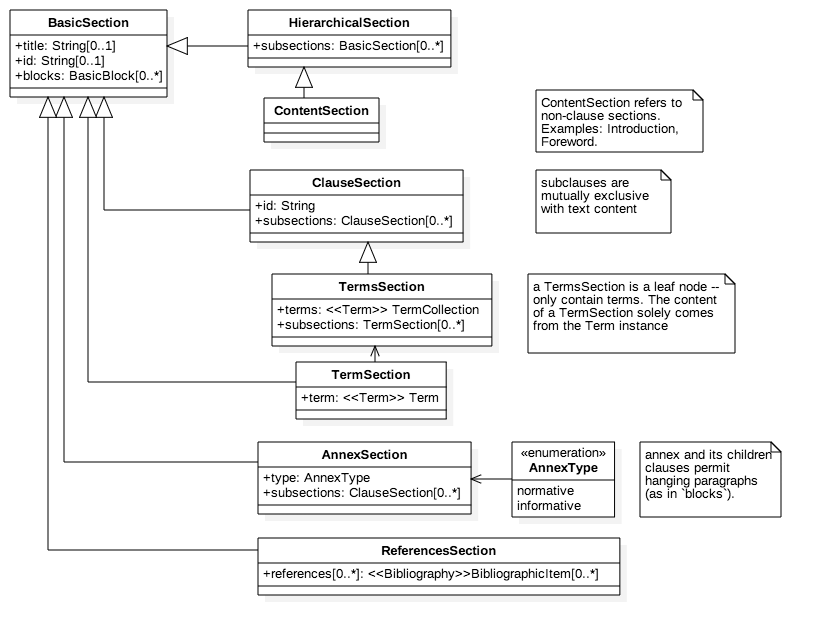 BasicSection
+title: String[0..1]
+id: String[0..1]
+blocks: BasicBlock[0..*]
HierarchicalSection
+subsections: BasicSection[0..*]
ContentSection
ContentSection refers to
non-clause sections.
Examples: Introduction,
Foreword.
ClauseSection
+id: String
+subsections: ClauseSection[0..*]
subclauses are
mutually exclusive
with text content
TermsSection
+terms: <<Term>> TermCollection
+subsections: TermSection[0..*]
a TermsSection is a leaf node --
only contain terms. The content
of a TermSection solely comes
from the Term instance
TermSection
+term: <<Term>> Term
AnnexSection
+type: AnnexType
+subsections: ClauseSection[0..*]
«enumeration»
AnnexType
normative
informative
annex and its children
clauses permit
hanging paragraphs
(as in `blocks`).
ReferencesSection
+references[0..*]: <<Bibliography>>BibliographicItem[0..*]